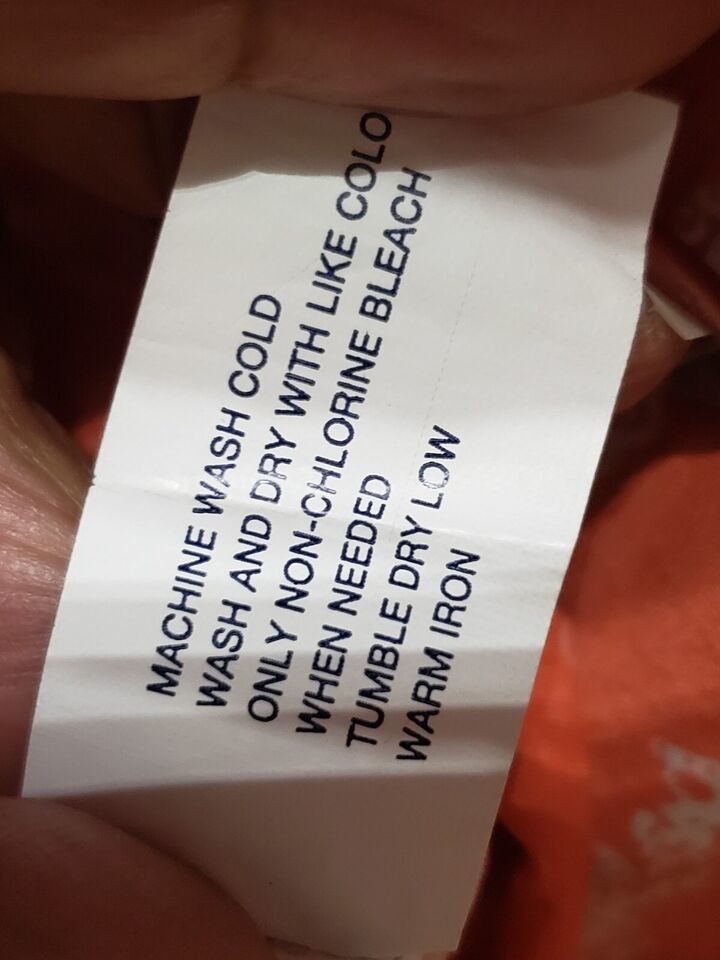 MACHINE WASH COLD
WASH AND DRY WITH LIKE COLO
ONLY NON-CHLORINE BLEACH
WHEN NEEDED
TUMBLE DRY LOW
WARM IRON